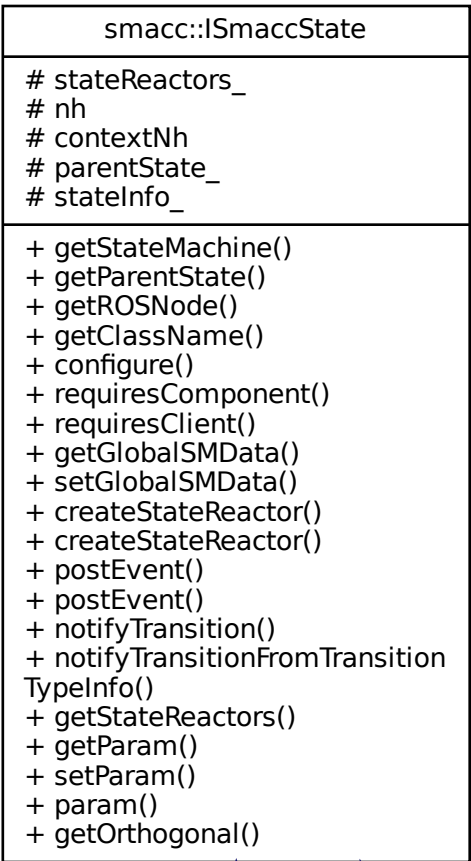 smacc::ISmaccState
# stateReactors_
# nh
# contextNh
# parentState_
# stateInfo_
+ getStateMachine()
+ getParentState()
+ getROSNode()
+ getClassName()
+ configure()
+ requiresComponent()
+ requiresClient()
+ getGlobalSMData()
+ setGlobalSMData()
+ createStateReactor()
+ createStateReactor()
+ postEvent()
+ postEvent()
+ notifyTransition()
+ notifyTransitionFromTransition
TypeInfo()
+ getStateReactors()
+ getParam()
+ setParam()
+ param()
+ getOrthogonal()